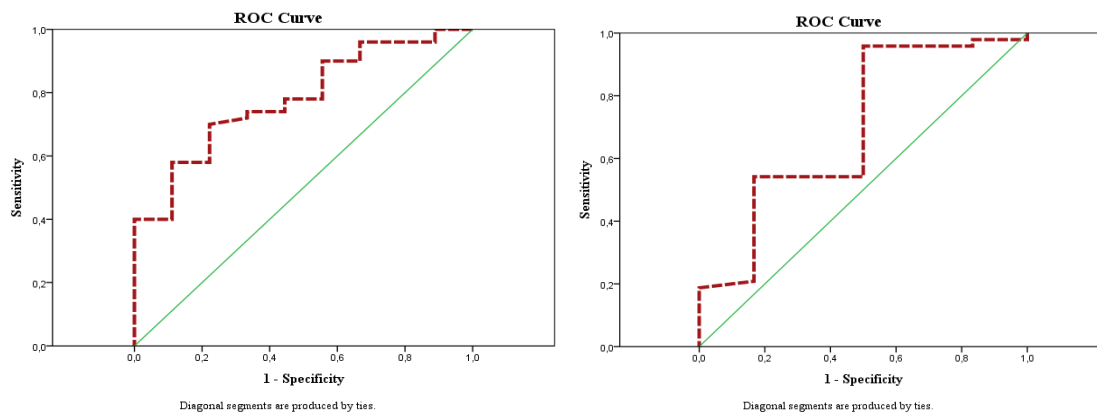 ROC Curve
1,0
0,8
0,6
0,4
0,2
0,0
Sensitivity
0,0 0,2 0,4 0,6 0,8 1,0
1 - Specificity
Diagonal segments are produced by ties.
ROC Curve
1,0
0,8
0,6
0,4
0,2
0,0
Sensitivity
0,0 0,2 0,4 0,6 0,8 1,0
1 - Specificity
Diagonal segments are produced by ties.